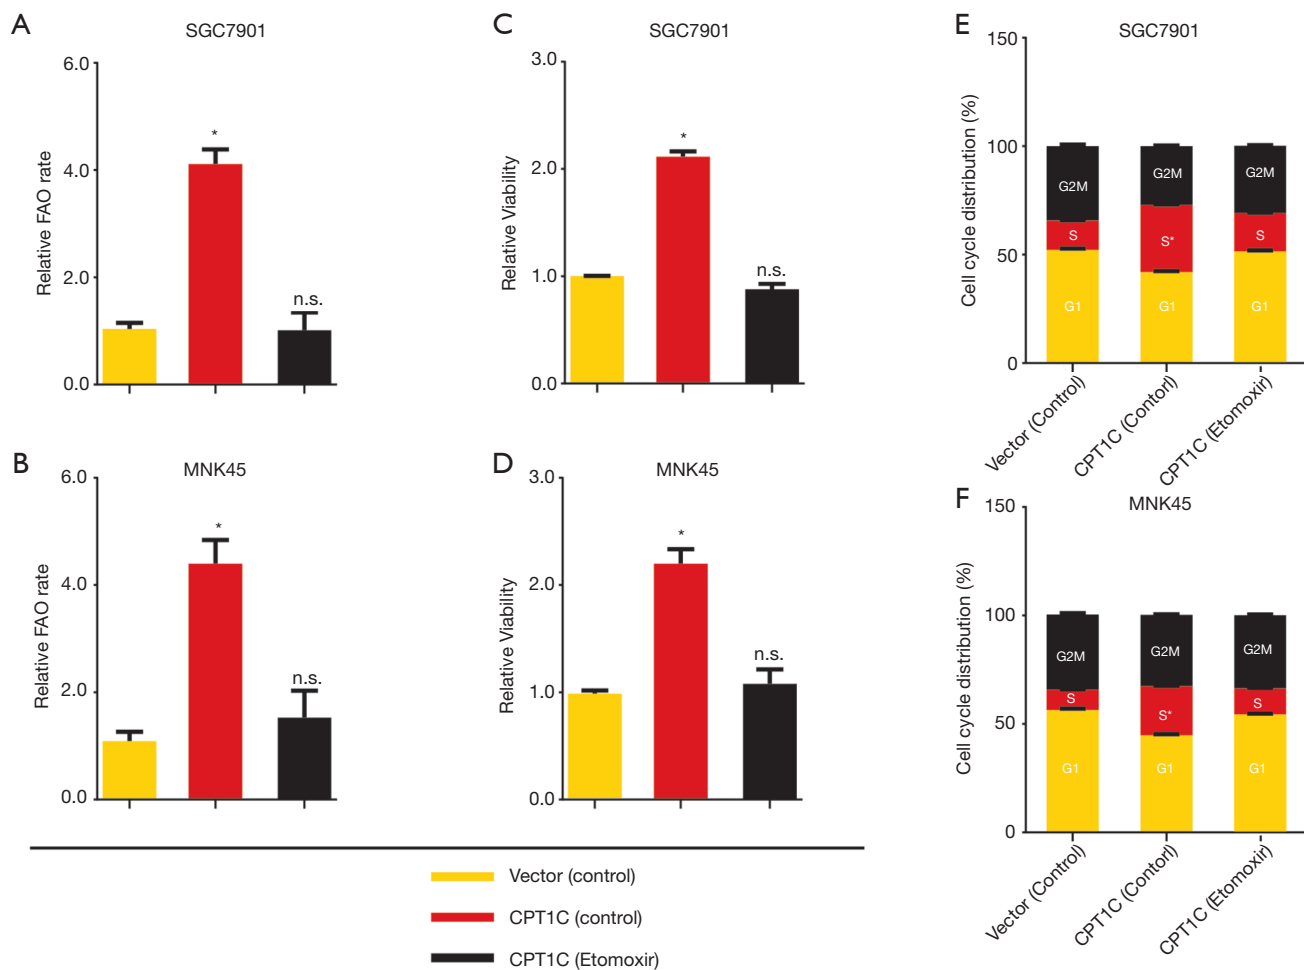 A
SGC7901
Relative FAO rate
6.0
4.0
2.0
0.0
*
n.s.
C
SGC7901
Relative Viability
3.0
2.0
1.0
0.0
*
n.s.
E
SGC7901
Cell cycle distribution (%)
150
100
50
0
G2M
S
G1
G2M
S*
G1
G2M
S
G1
Vector (Control)
CPT1C (Contorl)
CPT1C (Etomoxir)
B
MNK45
Relative FAO rate
6.0
4.0
2.0
0.0
*
n.s.
D
MNK45
Relative Viability
3.0
2.0
1.0
0.0
*
n.s.
F
MNK45
Cell cycle distribution (%)
150
100
50
0
G2M
S
G1
G2M
S*
G1
G2M
S
G1
Vector (Control)
CPT1C (Contorl)
CPT1C (Etomoxir)
Vector (control)
CPT1C (control)
CPT1C (Etomoxir)